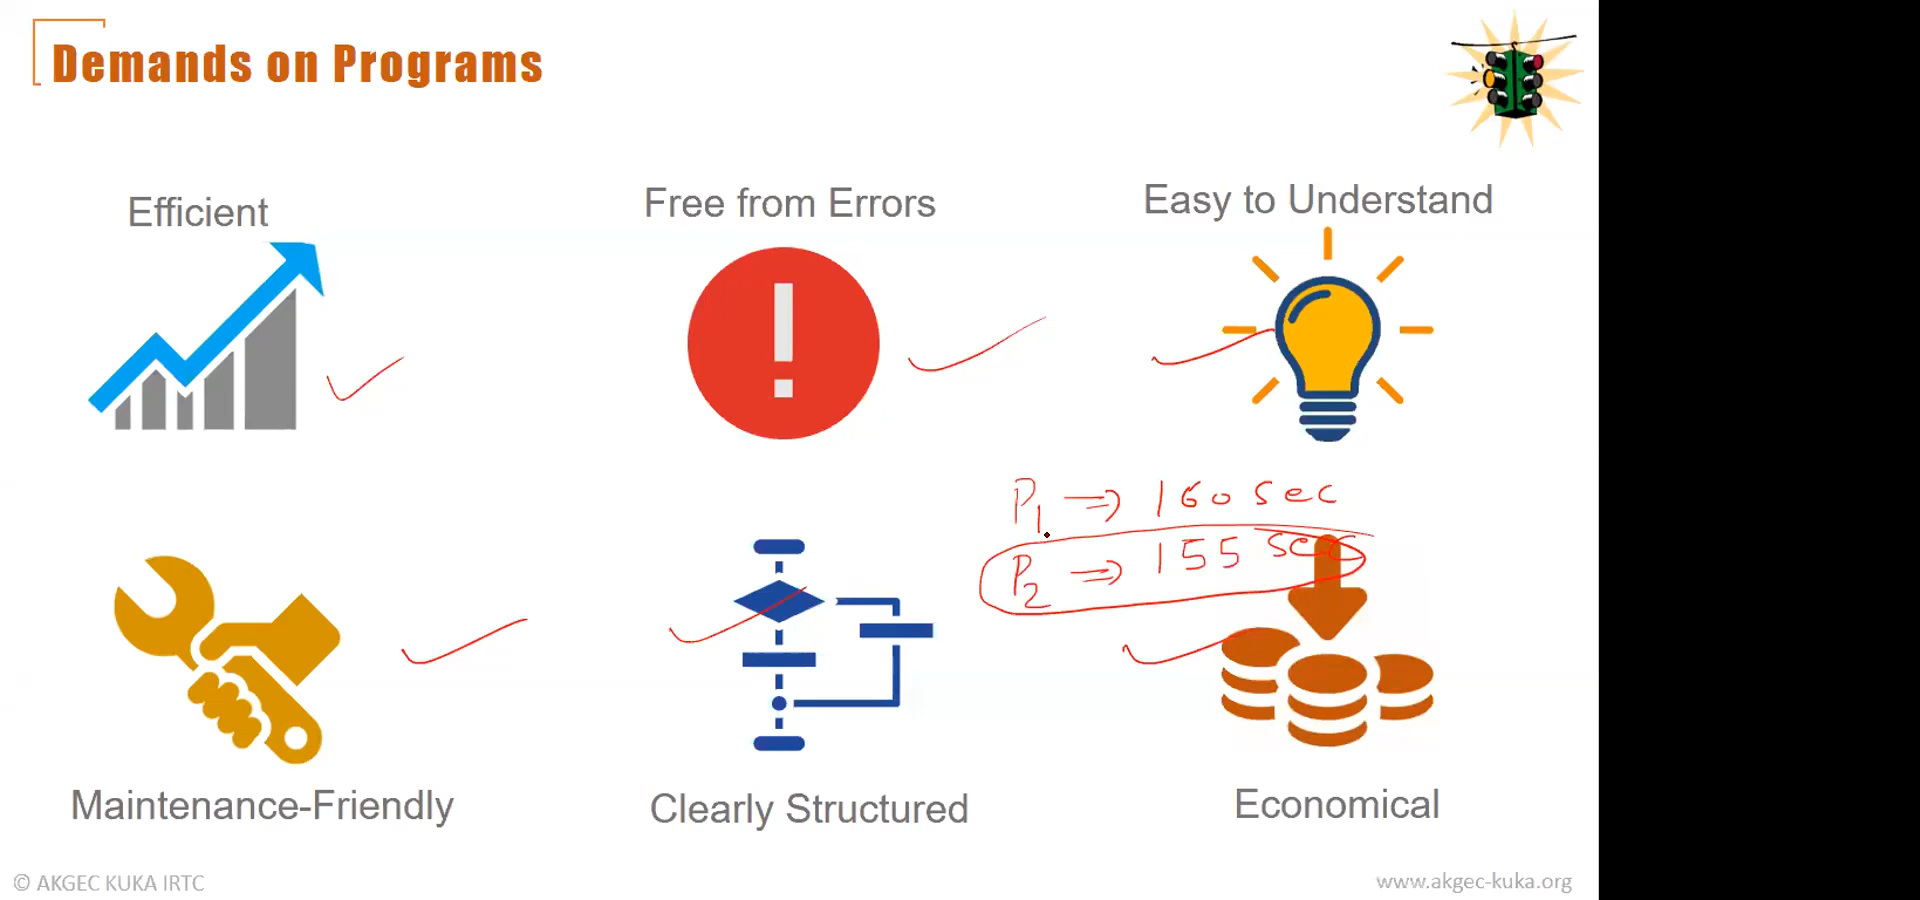 Demands on Programs
Efficient
Free from Errors
Easy to Understand
P1 ⇒ 160 sec
P2 ⇒ 155 sec
Maintenance-Friendly
Clearly Structured
Economical
© AKGEC KUKA IRTC
www.akgec-kuka.org